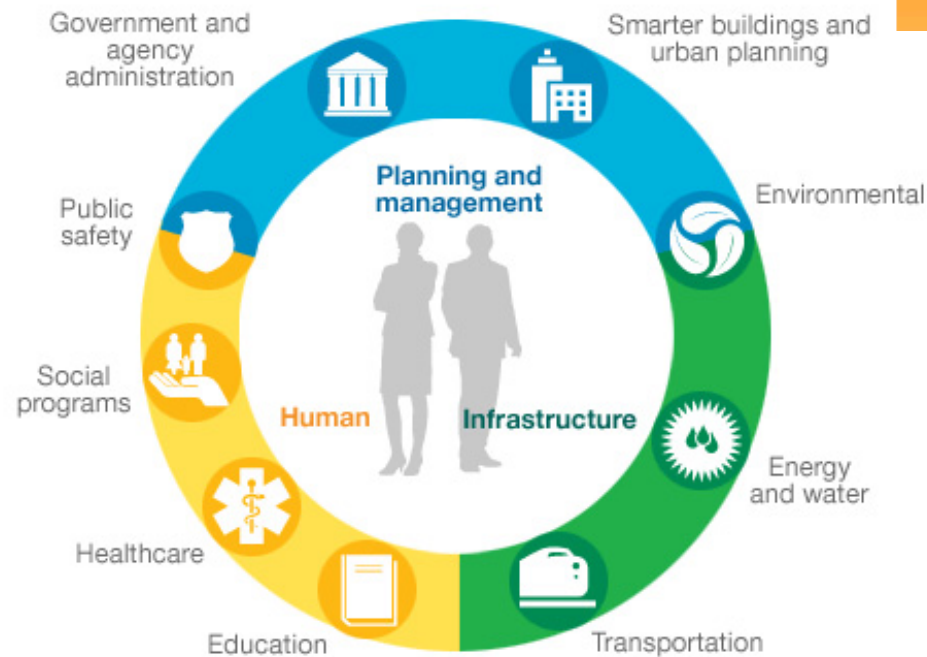 Government and
agency
administration
Smarter buildings and
urban planning
Planning and
management
Public
safety
Environmental
Social
programs
Human
Infrastructure
Energy
and water
Healthcare
Education
Transportation